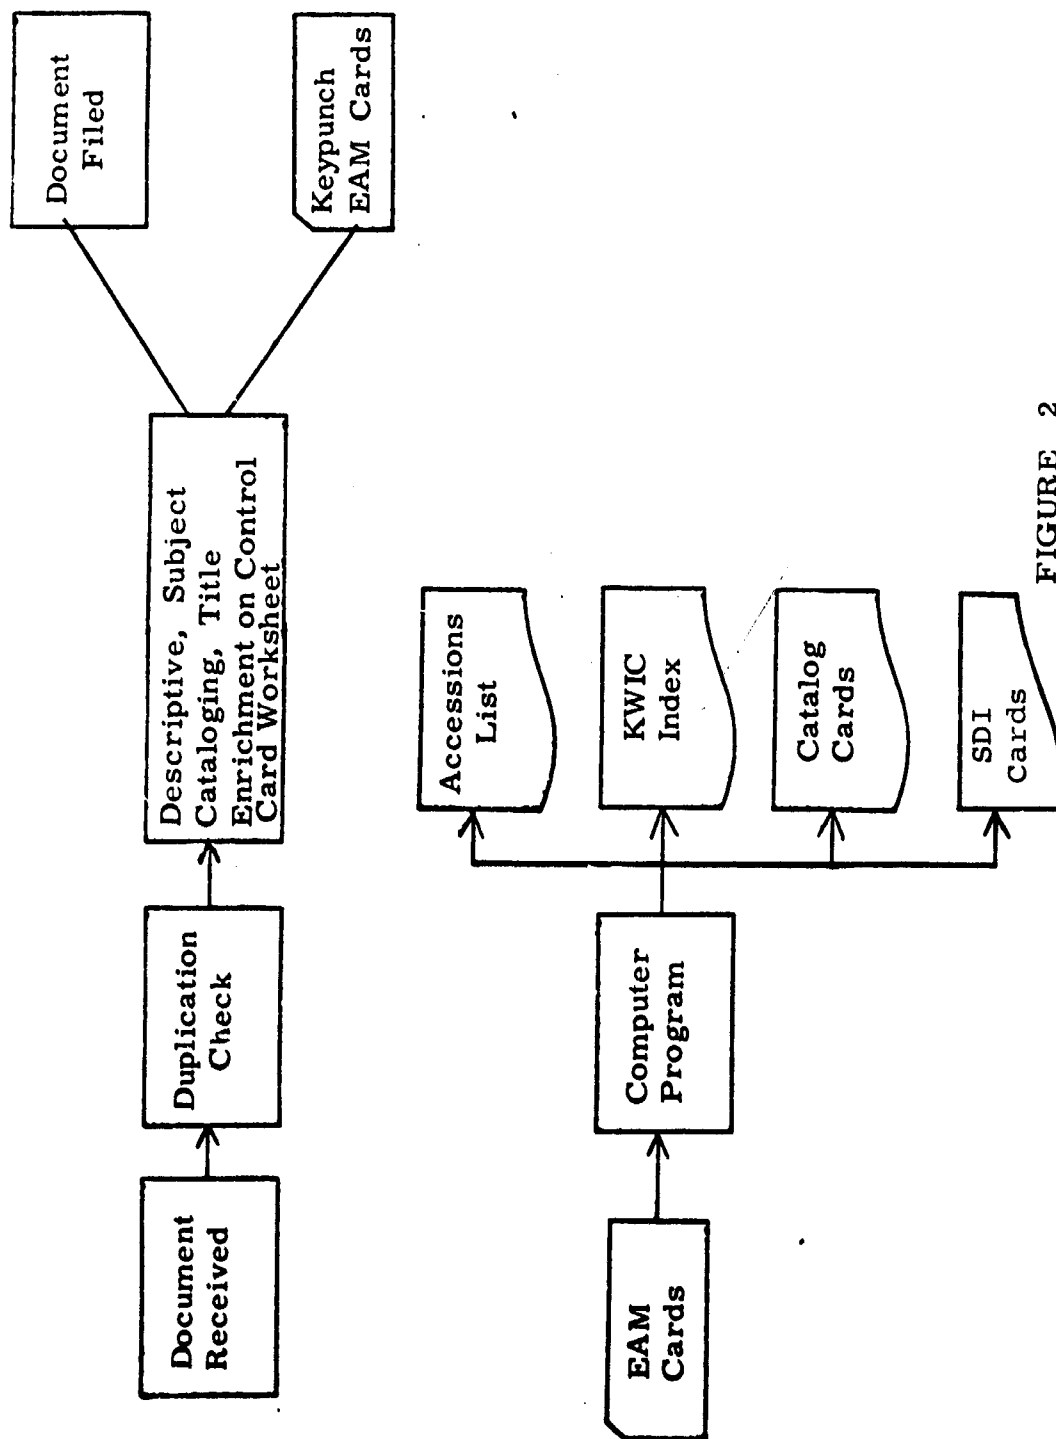 Document
Received
Duplication
Check
Descriptive, Subject
Cataloging, Title
Enrichment on Control
Card Worksheet
Document
Filed
Keypunch
EAM Cards
EAM
Cards
Computer
Program
Accessions
List
KWIC
Index
Catalog
Cards
SDI
Cards
FIGURE 2